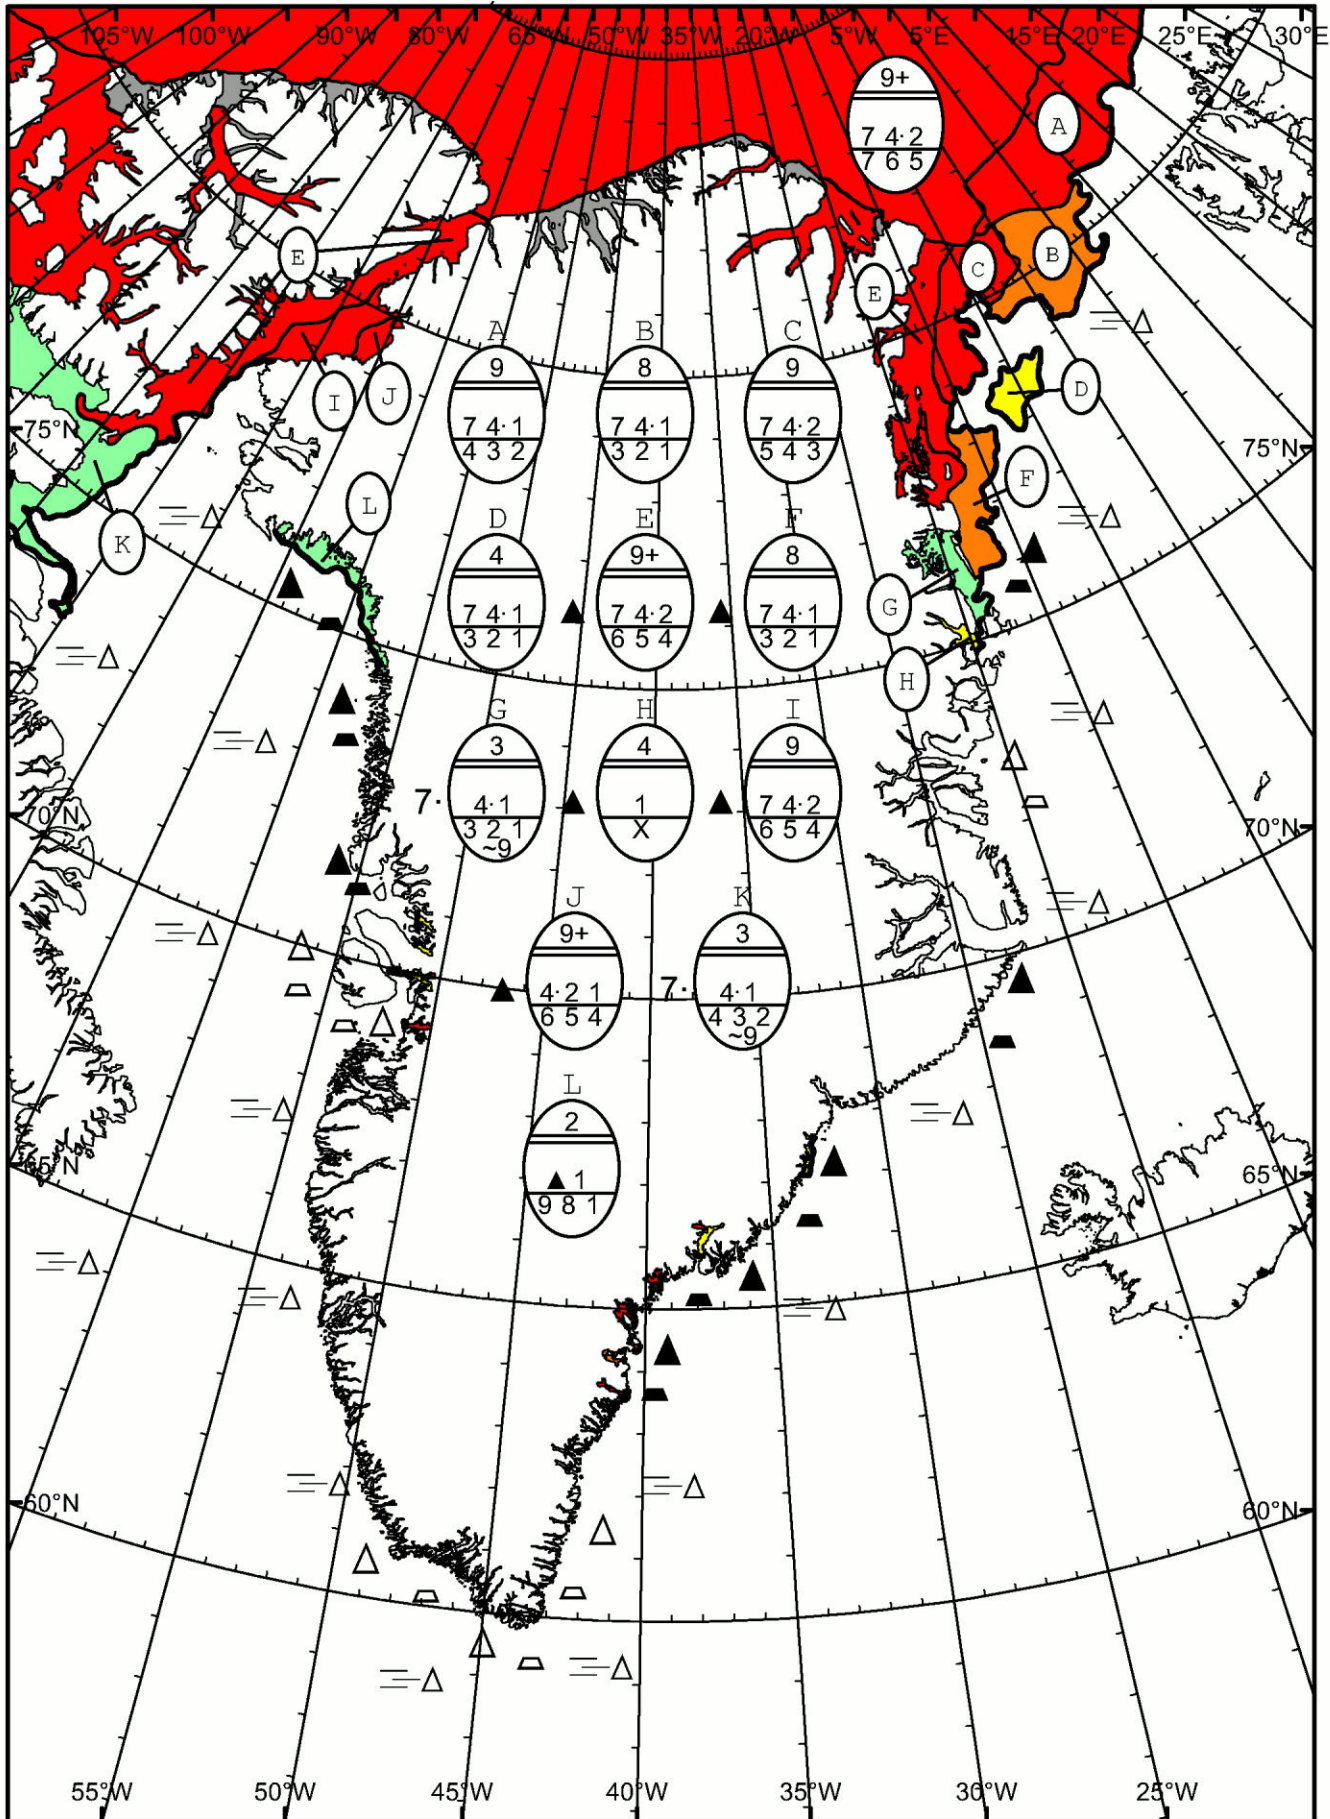 105°W 100°W 90°W 80°W 65°W 50°W 35°W 20°W 5°W 5°E 15°E 20°E 25°E 30°E
9+
7 4· 2
7 6 5
A
B
C
E
E
D
I
J
75°N
75°N
F
L
K
G
H
A
9
7 4· 1
4 3 2
B
8
7 4· 1
3 2 1
C
9
7 4· 2
5 4 3
D
4
7 4· 1
3 2 1
E
9+
▲ 7 4· 2
6 5 4
F
8
▲ 7 4· 1
3 2 1
G
3
7· 4· 1
3 2 1
~9
H
4
▲ 1
X
I
9
▲ 7 4· 2
6 5 4
70°N
70°N
J
9+
▲ 4· 2 1
6 5 4
K
3
7· 4· 1
4 3 2
~9
L
2
▲ 1
9 8 1
65°N
65°N
60°N
60°N
55°W 50°W 45°W 40°W 35°W 30°W 25°W